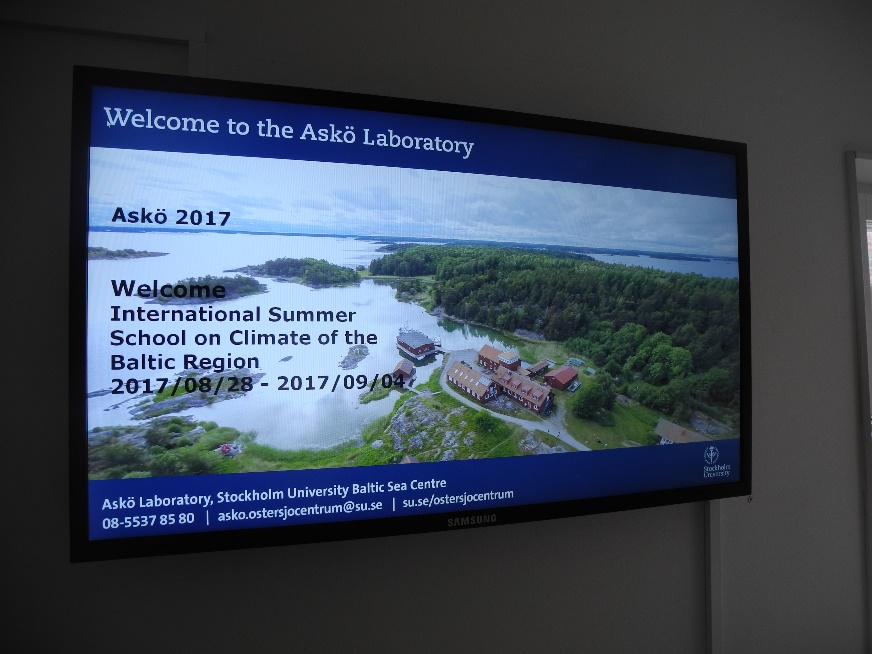 Welcome to the Askö Laboratory
Askö 2017
Welcome
International Summer
School on Climate of the
Baltic Region
2017/08/28 - 2017/09/04
Stockholm
University
Askö Laboratory, Stockholm University Baltic Sea Centre
08-5537 85 80 | asko.ostersjocentrum@su.se | su.se/ostersjocentrum
SAMSUNG